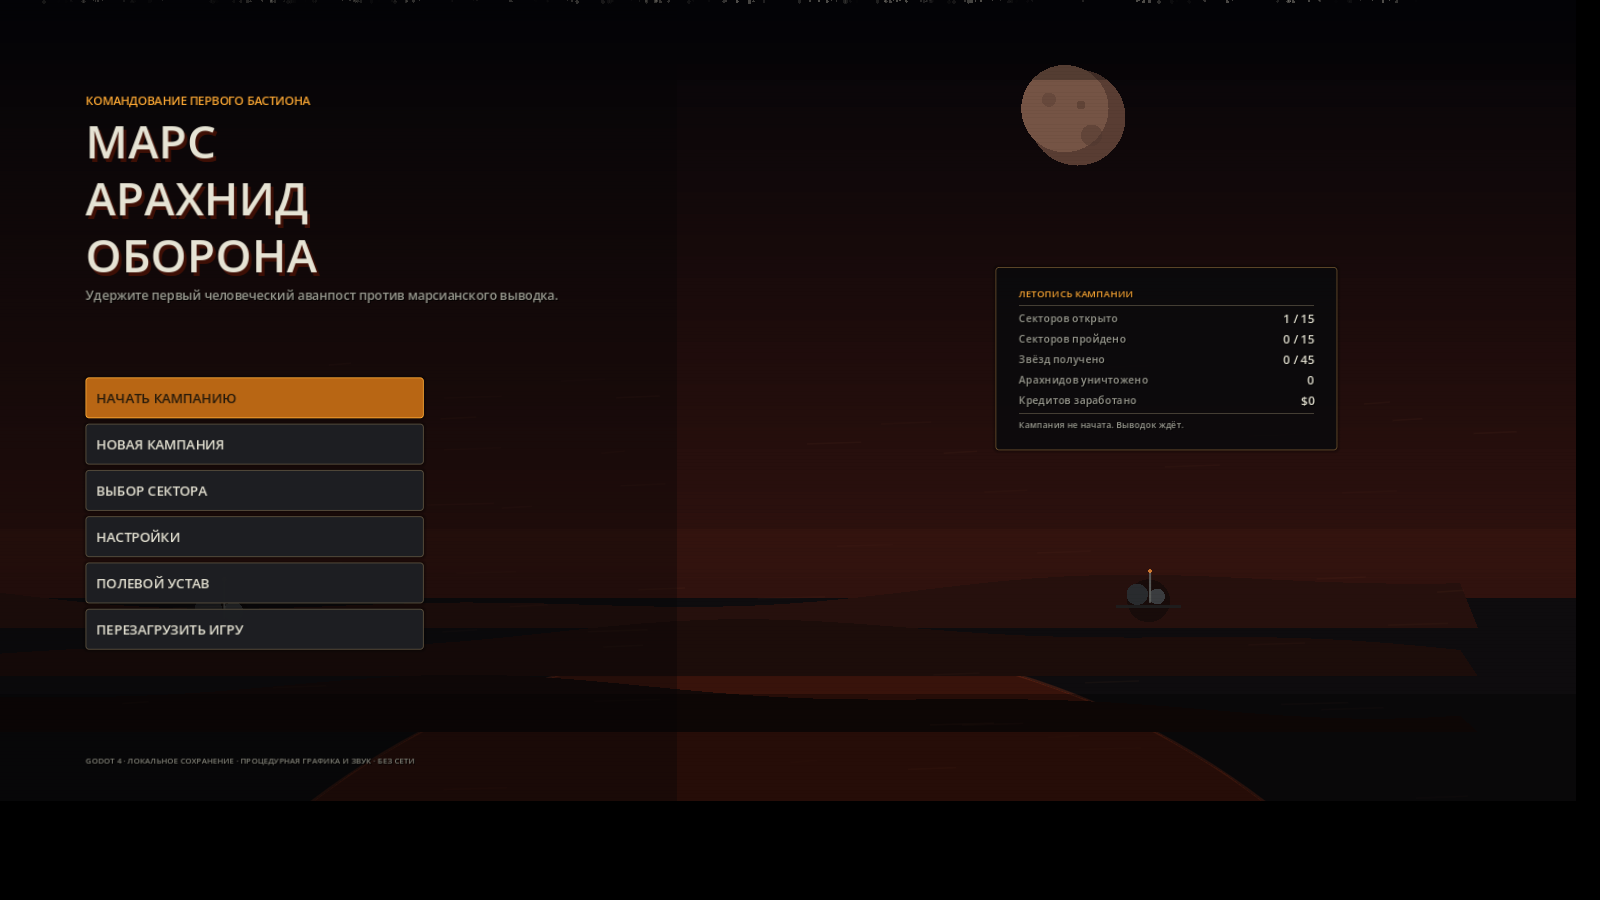 КОМАНДОВАНИЕ ПЕРВОГО БАСТИОНА
МАРС
АРАХНИД
ОБОРОНА
Удержите первый человеческий аванпост против марсианского выводка.
НАЧАТЬ КАМПАНИЮ
НОВАЯ КАМПАНИЯ
ВЫБОР СЕКТОРА
НАСТРОЙКИ
ПОЛЕВОЙ УСТАВ
ПЕРЕЗАГРУЗИТЬ ИГРУ
GODOT 4 · ЛОКАЛЬНОЕ СОХРАНЕНИЕ · ПРОЦЕДУРНАЯ ГРАФИКА И ЗВУК · БЕЗ СЕТИ
ЛЕТОПИСЬ КАМПАНИИ
Секторов открыто 1 / 15
Секторов пройдено 0 / 15
Звёзд получено 0 / 45
Арахнидов уничтожено 0
Кредитов заработано $0
Кампания не начата. Выводок ждёт.